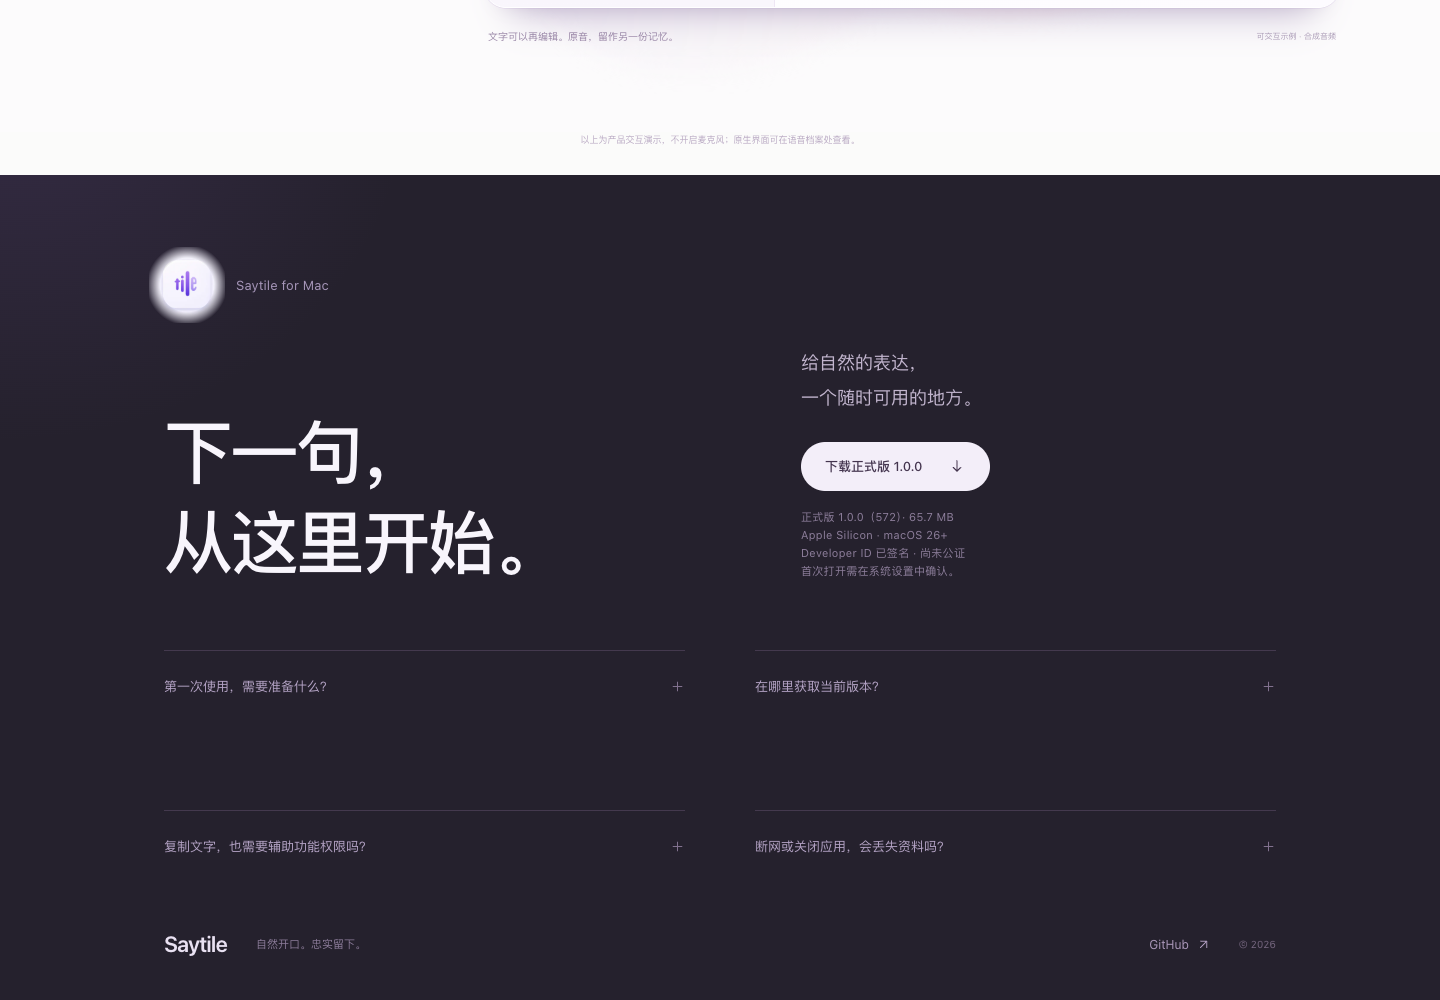 文字可以再编辑。原音，留作另一份记忆。
可交互示例 · 合成音频
以上为产品交互演示，不开启麦克风；原生界面可在语音档案处查看。
tile
Saytile for Mac
给自然的表达，
一个随时可用的地方。
下一句，
从这里开始。
下载正式版 1.0.0 ↓
正式版 1.0.0（572）· 65.7 MB
Apple Silicon · macOS 26+
Developer ID 已签名 · 尚未公证
首次打开需在系统设置中确认。
第一次使用，需要准备什么？ +
在哪里获取当前版本？ +
复制文字，也需要辅助功能权限吗？ +
断网或关闭应用，会丢失资料吗？ +
Saytile 自然开口。忠实留下。
GitHub ↗ © 2026